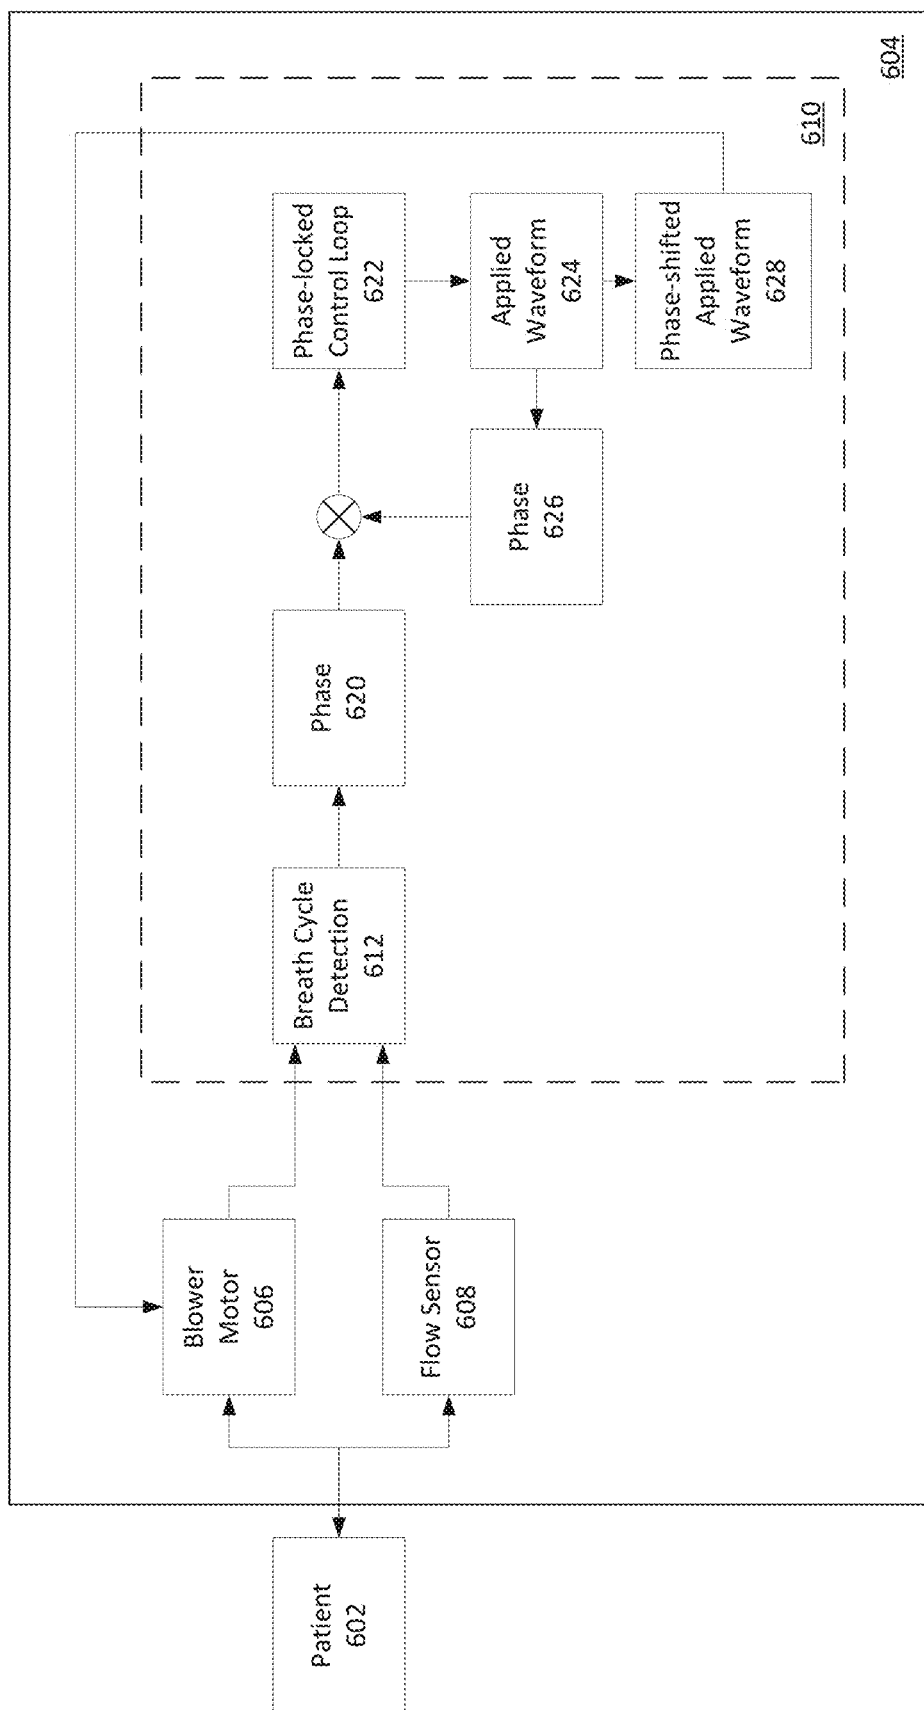 Patient
602
Blower
Motor
606
Flow Sensor
608
Breath Cycle
Detection
612
Phase
620
Phase-locked
Control Loop
622
Phase
626
Applied
Waveform
624
Phase-shifted
Applied
Waveform
628
610
604